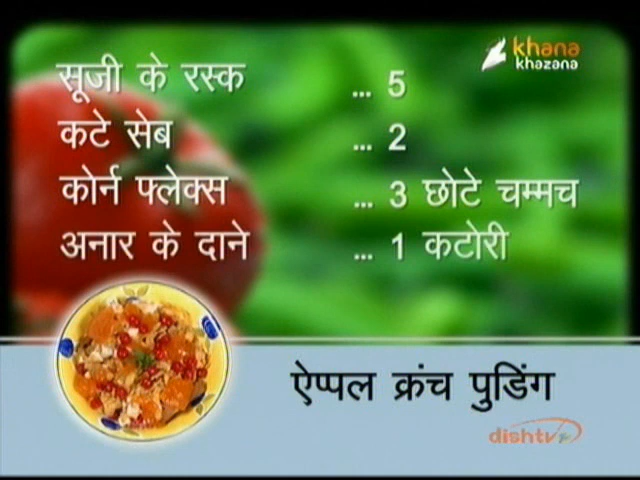 khana
khazana
सूजी के रस्क ... 5
कटे सेब ... 2
कोर्न फ्लेक्स ... 3 छोटे चम्मच
अनार के दाने ... 1 कटोरी
ऐप्पल क्रंच पुडिंग
dishtv